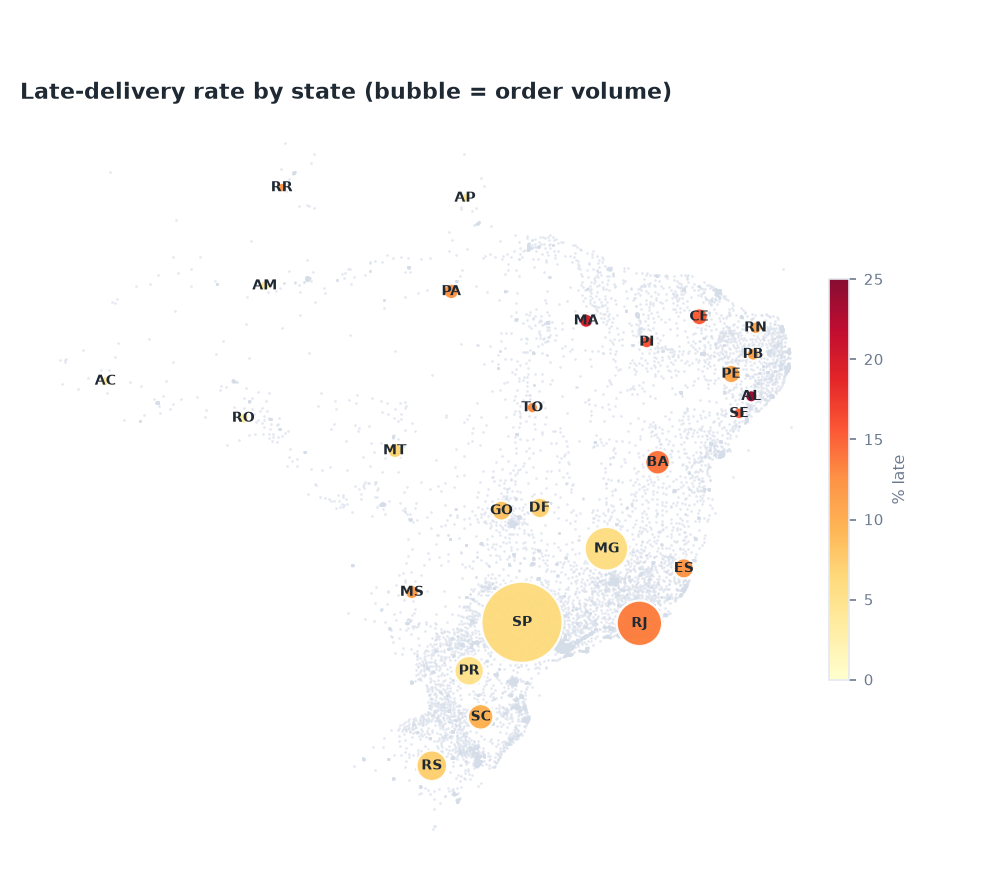 Late-delivery rate by state (bubble = order volume)
RR
AP
AM
PA
MA
CE
RN
PI
PB
PE
AC
AL
TO
SE
RO
MT
BA
GO
DF
MG
ES
MS
SP
RJ
PR
SC
RS
25
20
15
10
5
0
% late